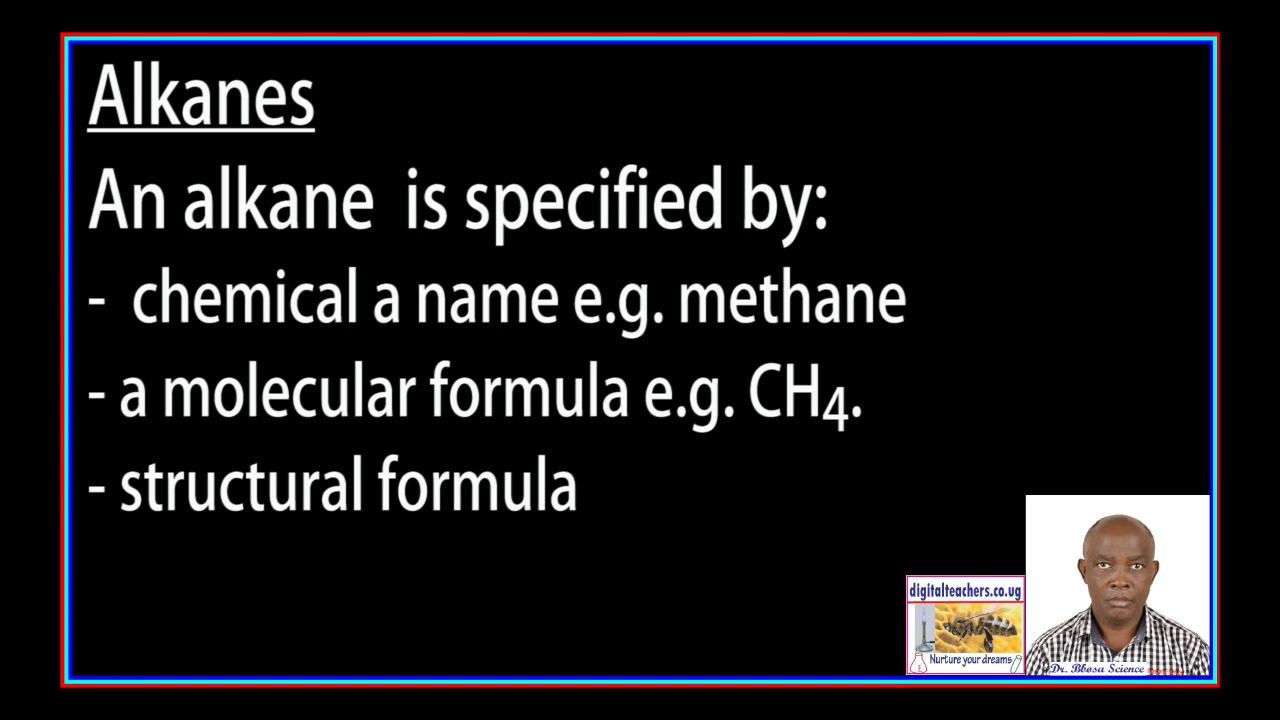 Alkanes
An alkane is specified by:
- chemical a name e.g. methane
- a molecular formula e.g. CH₄.
- structural formula
digitalteachers.co.ug
Nurture your dreams
Dr. Bbosa Science